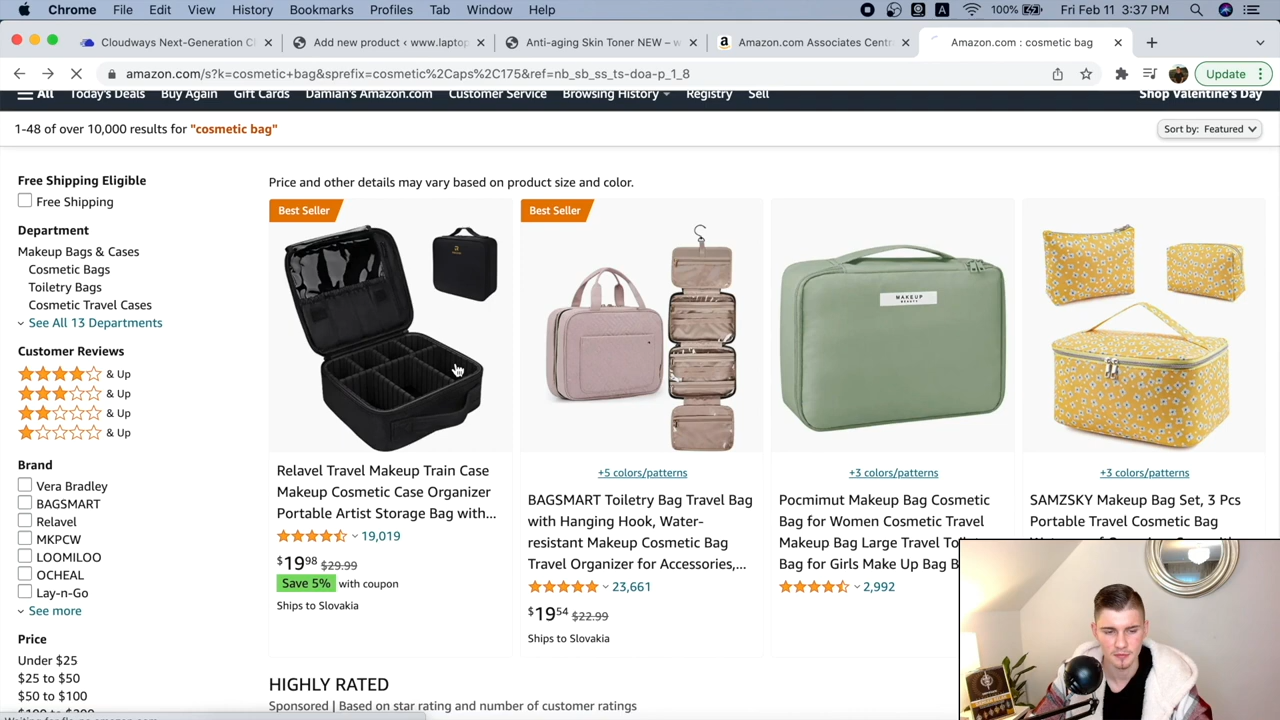 Chrome File Edit View History Bookmarks Profiles Tab Window Help 100% Fri Feb 11 3:37 PM
Cloudways Next-Generation Cl Add new product ‹ www.laptop Anti-aging Skin Toner NEW – w Amazon.com Associates Centr Amazon.com : cosmetic bag
amazon.com/s?k=cosmetic+bag&sprefix=cosmetic%2Caps%2C175&ref=nb_sb_ss_ts-doa-p_1_8 Update
All Today's Deals Buy Again Gift Cards Damian's Amazon.com Customer Service Browsing History Registry Sell Shop Valentine's Day
1-48 of over 10,000 results for "cosmetic bag" Sort by: Featured
Free Shipping Eligible
Free Shipping
Department
Makeup Bags & Cases
Cosmetic Bags
Toiletry Bags
Cosmetic Travel Cases
See All 13 Departments
Customer Reviews
& Up
& Up
& Up
& Up
Brand
Vera Bradley
BAGSMART
Relavel
MKPCW
LOOMILOO
OCHEAL
Lay-n-Go
See more
Price
Under $25
$25 to $50
$50 to $100
Price and other details may vary based on product size and color.
Best Seller
Relavel Travel Makeup Train Case
Makeup Cosmetic Case Organizer
Portable Artist Storage Bag with...
19,019
$19.98 $29.99
Save 5% with coupon
Ships to Slovakia
Best Seller
+5 colors/patterns
BAGSMART Toiletry Bag Travel Bag
with Hanging Hook, Water-
resistant Makeup Cosmetic Bag
Travel Organizer for Accessories,...
23,661
$19.54 $22.99
Ships to Slovakia
MAKEUP
+3 colors/patterns
Pocmimut Makeup Bag Cosmetic
Bag for Women Cosmetic Travel
Makeup Bag Large Travel
Bag for Girls Make Up Bag
2,992
+3 colors/patterns
SAMZSKY Makeup Bag Set, 3 Pcs
Portable Travel Cosmetic Bag
HIGHLY RATED
Sponsored | Based on star rating and number of customer ratings